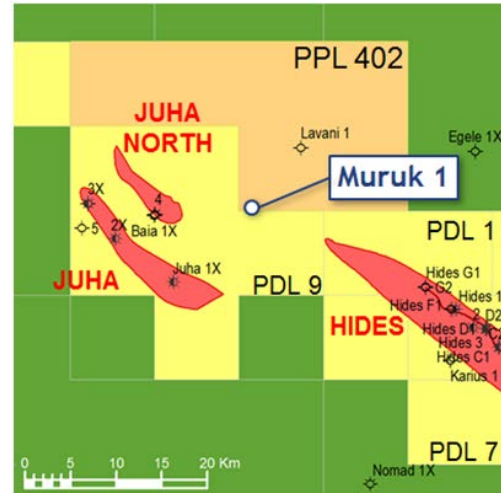 PPL 402
JUHA
NORTH
Lavani 1
Egele 1X
Muruk 1
3X
4
5
2X
Baia 1X
PDL 1
Juha 1X
JUHA
PDL 9
Hides G1
G2
Hides F1
Hides 1
HIDES
Hides D1
2
D2
Hides 3
Hides C1
Karius 1
PDL 7
0 5 10 15 20 Km
Nomad 1X